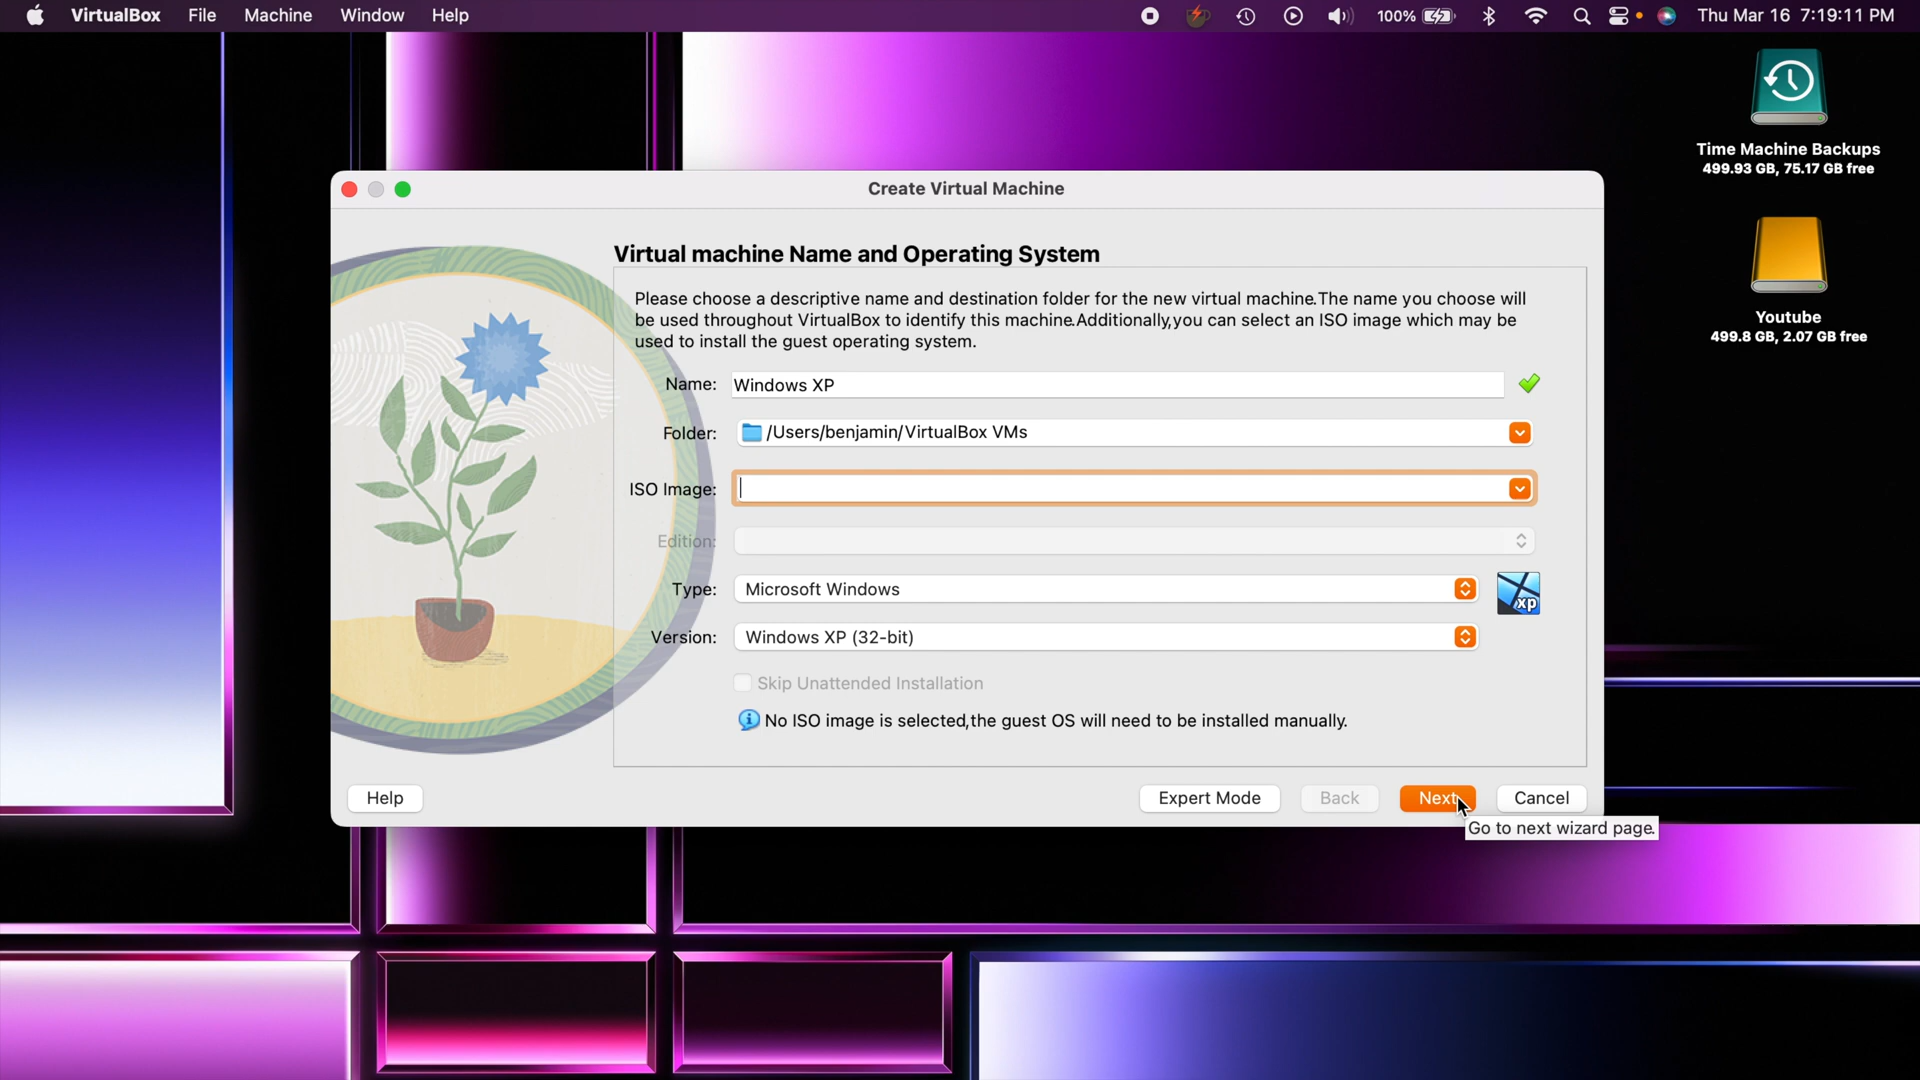 VirtualBox File Machine Window Help 100% Thu Mar 16 7:19:11 PM
Time Machine Backups
499.93 GB, 75.17 GB free
Youtube
499.8 GB, 2.07 GB free
Create Virtual Machine
Virtual machine Name and Operating System
Please choose a descriptive name and destination folder for the new virtual machine.The name you choose will
be used throughout VirtualBox to identify this machine.Additionally,you can select an ISO image which may be
used to install the guest operating system.
Name: Windows XP
Folder: /Users/benjamin/VirtualBox VMs
ISO Image:
Edition:
Type: Microsoft Windows
xp
Version: Windows XP (32-bit)
Skip Unattended Installation
No ISO image is selected,the guest OS will need to be installed manually.
Help Expert Mode Back Next Cancel
Go to next wizard page.